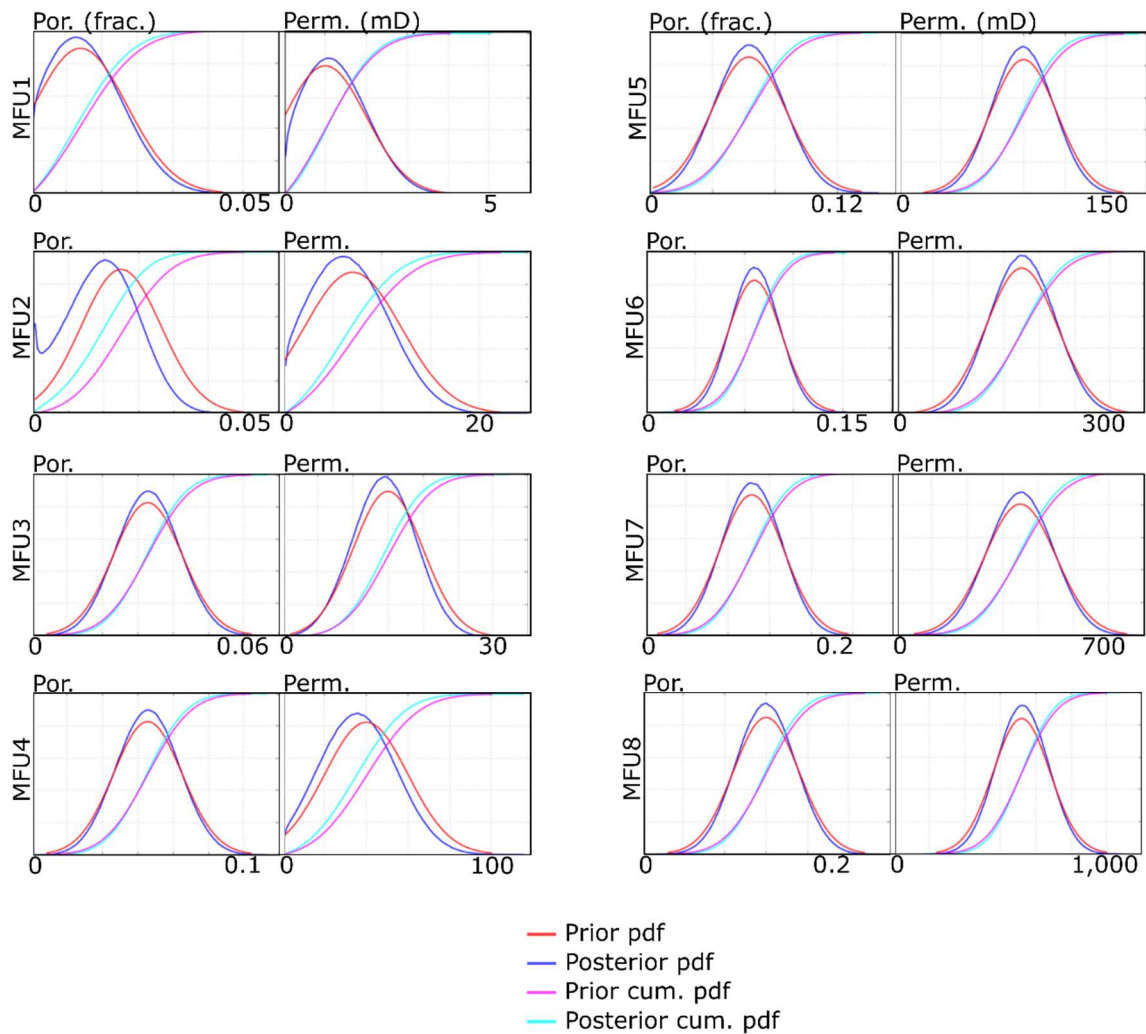 Por. (frac.) Perm. (mD)
MFU1
0 0.05 0 5
Por. Perm.
MFU2
0 0.05 0 20
Por. Perm.
MFU3
0 0.06 0 30
Por. Perm.
MFU4
0 0.1 0 100
Por. (frac.) Perm. (mD)
MFU5
0 0.12 0 150
Por. Perm.
MFU6
0 0.15 0 300
Por. Perm.
MFU7
0 0.2 0 700
Por. Perm.
MFU8
0 0.2 0 1,000
Prior pdf
Posterior pdf
Prior cum. pdf
Posterior cum. pdf